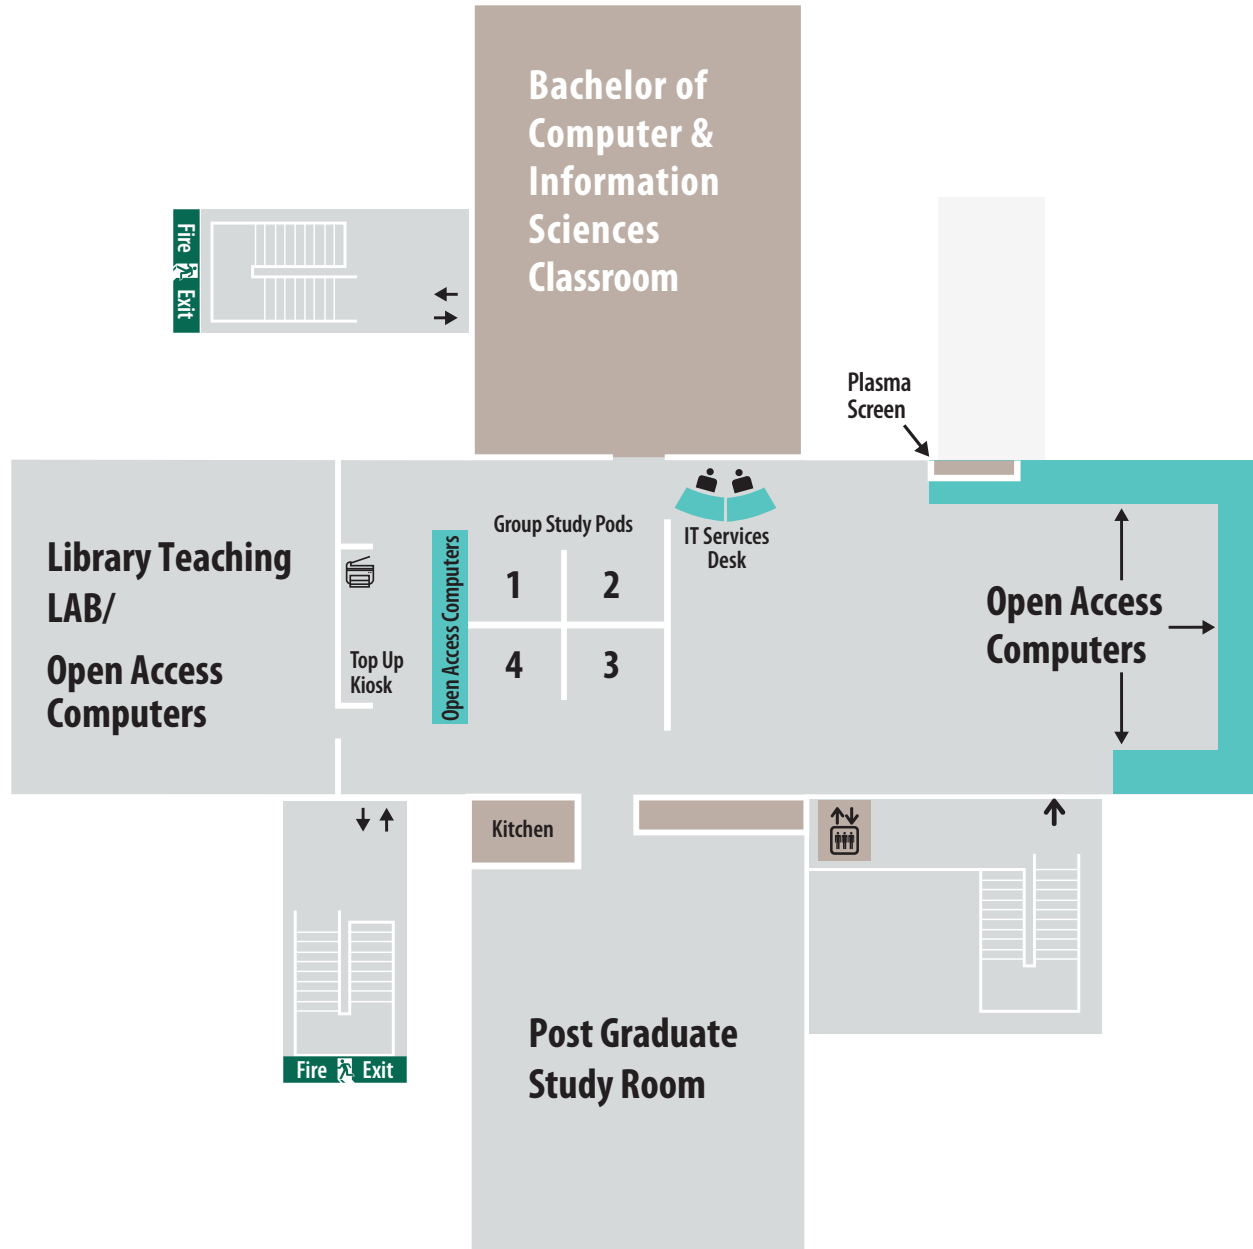 Bachelor of
Computer &
Information
Sciences
Classroom
Fire Exit
Plasma
Screen
Group Study Pods
1
2
4
3
IT Services
Desk
Library Teaching
LAB/
Open Access
Computers
Top Up
Kiosk
Open Access Computers
Open Access
Computers
Kitchen
Post Graduate
Study Room
Fire Exit